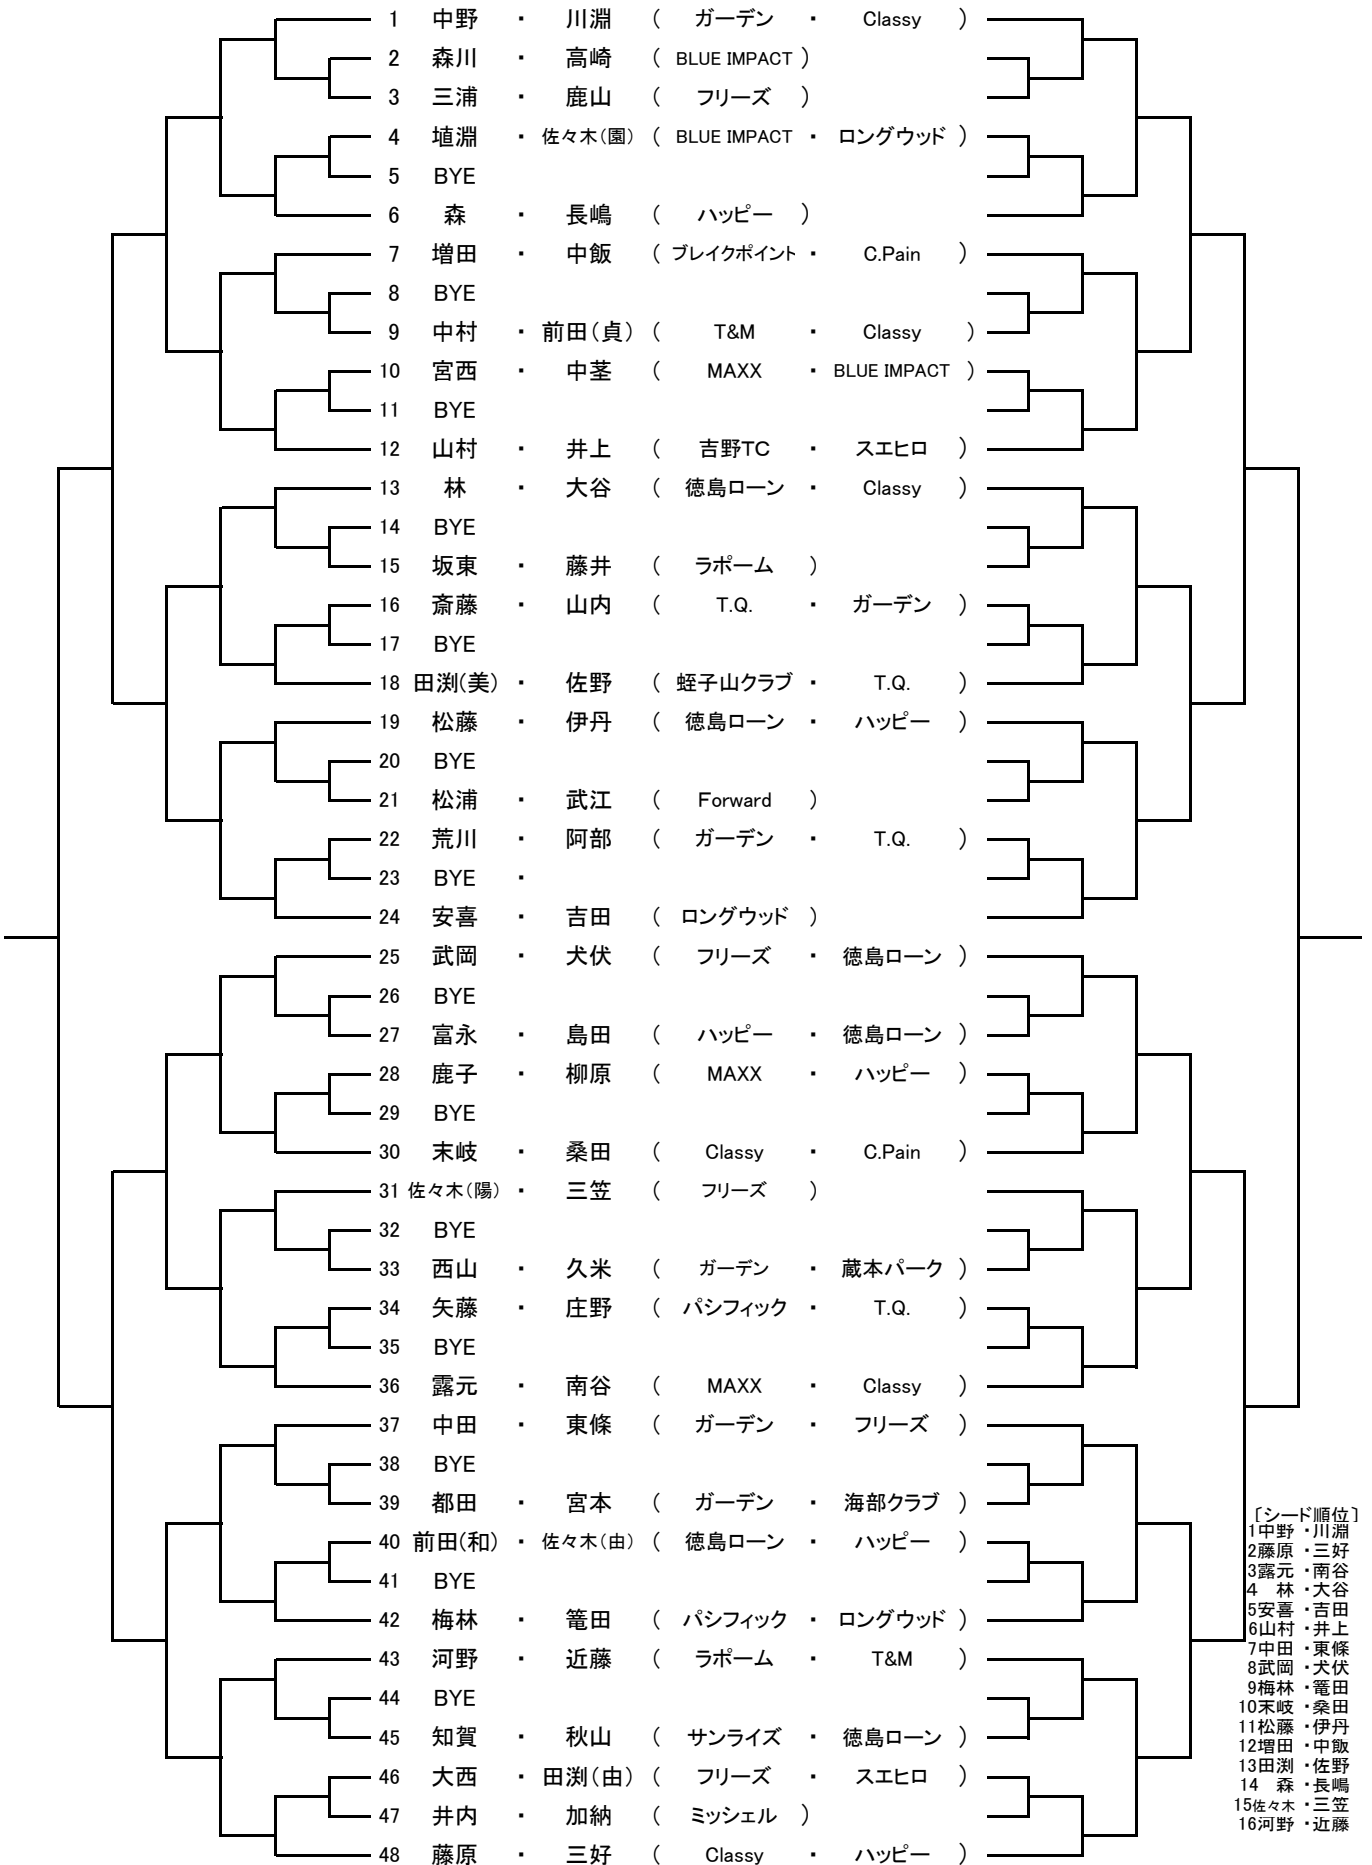 1 中野 ・ 川淵 ( ガーデン ・ Classy )
2 森川 ・ 高崎 ( BLUE IMPACT )
3 三浦 ・ 鹿山 ( フリーズ )
4 埴淵 ・ 佐々木(園) ( BLUE IMPACT ・ ロングウッド )
5 BYE
6 森 ・ 長嶋 ( ハッピー )
7 増田 ・ 中飯 ( ブレイクポイント ・ C.Pain )
8 BYE
9 中村 ・ 前田(貞) ( T&M ・ Classy )
10 宮西 ・ 中茎 ( MAXX ・ BLUE IMPACT )
11 BYE
12 山村 ・ 井上 ( 吉野TC ・ スエヒロ )
13 林 ・ 大谷 ( 徳島ローン ・ Classy )
14 BYE
15 坂東 ・ 藤井 ( ラポーム )
16 斎藤 ・ 山内 ( T.Q. ・ ガーデン )
17 BYE
18 田渕(美) ・ 佐野 ( 蛭子山クラブ ・ T.Q. )
19 松藤 ・ 伊丹 ( 徳島ローン ・ ハッピー )
20 BYE
21 松浦 ・ 武江 ( Forward )
22 荒川 ・ 阿部 ( ガーデン ・ T.Q. )
23 BYE ・
24 安喜 ・ 吉田 ( ロングウッド )
25 武岡 ・ 犬伏 ( フリーズ ・ 徳島ローン )
26 BYE
27 富永 ・ 島田 ( ハッピー ・ 徳島ローン )
28 鹿子 ・ 柳原 ( MAXX ・ ハッピー )
29 BYE
30 末岐 ・ 桑田 ( Classy ・ C.Pain )
31 佐々木(陽) ・ 三笠 ( フリーズ )
32 BYE
33 西山 ・ 久米 ( ガーデン ・ 蔵本パーク )
34 矢藤 ・ 庄野 ( パシフィック ・ T.Q. )
35 BYE
36 露元 ・ 南谷 ( MAXX ・ Classy )
37 中田 ・ 東條 ( ガーデン ・ フリーズ )
38 BYE
39 都田 ・ 宮本 ( ガーデン ・ 海部クラブ )
40 前田(和) ・ 佐々木(由) ( 徳島ローン ・ ハッピー )
41 BYE
42 梅林 ・ 篭田 ( パシフィック ・ ロングウッド )
43 河野 ・ 近藤 ( ラポーム ・ T&M )
44 BYE
45 知賀 ・ 秋山 ( サンライズ ・ 徳島ローン )
46 大西 ・ 田渕(由) ( フリーズ ・ スエヒロ )
47 井内 ・ 加納 ( ミッシェル )
48 藤原 ・ 三好 ( Classy ・ ハッピー )
〔シード順位〕
1中野 ・川淵
2藤原 ・三好
3露元 ・南谷
4 林 ・大谷
5安喜 ・吉田
6山村 ・井上
7中田 ・東條
8武岡 ・犬伏
9梅林 ・篭田
10末岐 ・桑田
11松藤 ・伊丹
12増田 ・中飯
13田渕 ・佐野
14 森 ・長嶋
15佐々木 ・三笠
16河野 ・近藤